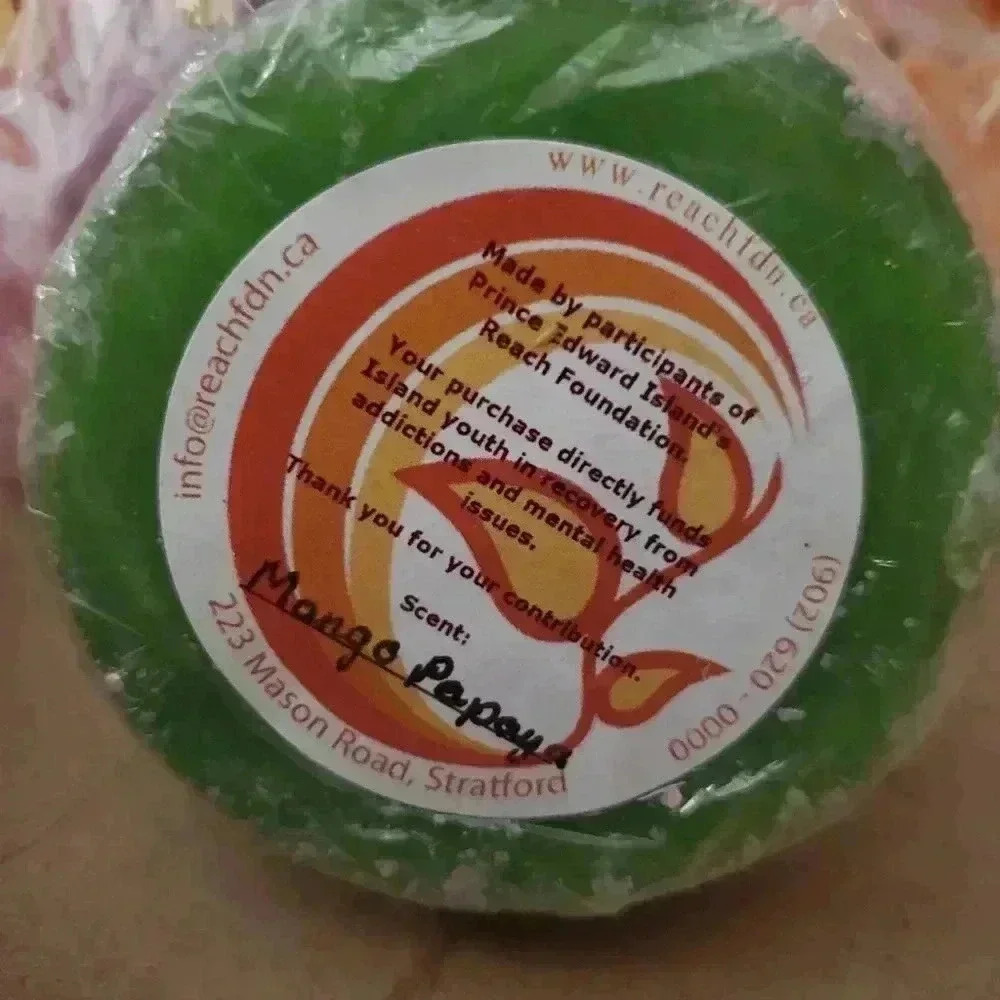 www.reachfdn.ca
info@reachfdn.ca
Made by participants of
Prince Edward Island's
Reach Foundation.
Your purchase directly funds
Island youth in recovery from
addictions and mental health
issues.
Thank you for your contribution.
Scent:
Mango Papaya
223 Mason Road, Stratford
(902) 620 - 0000